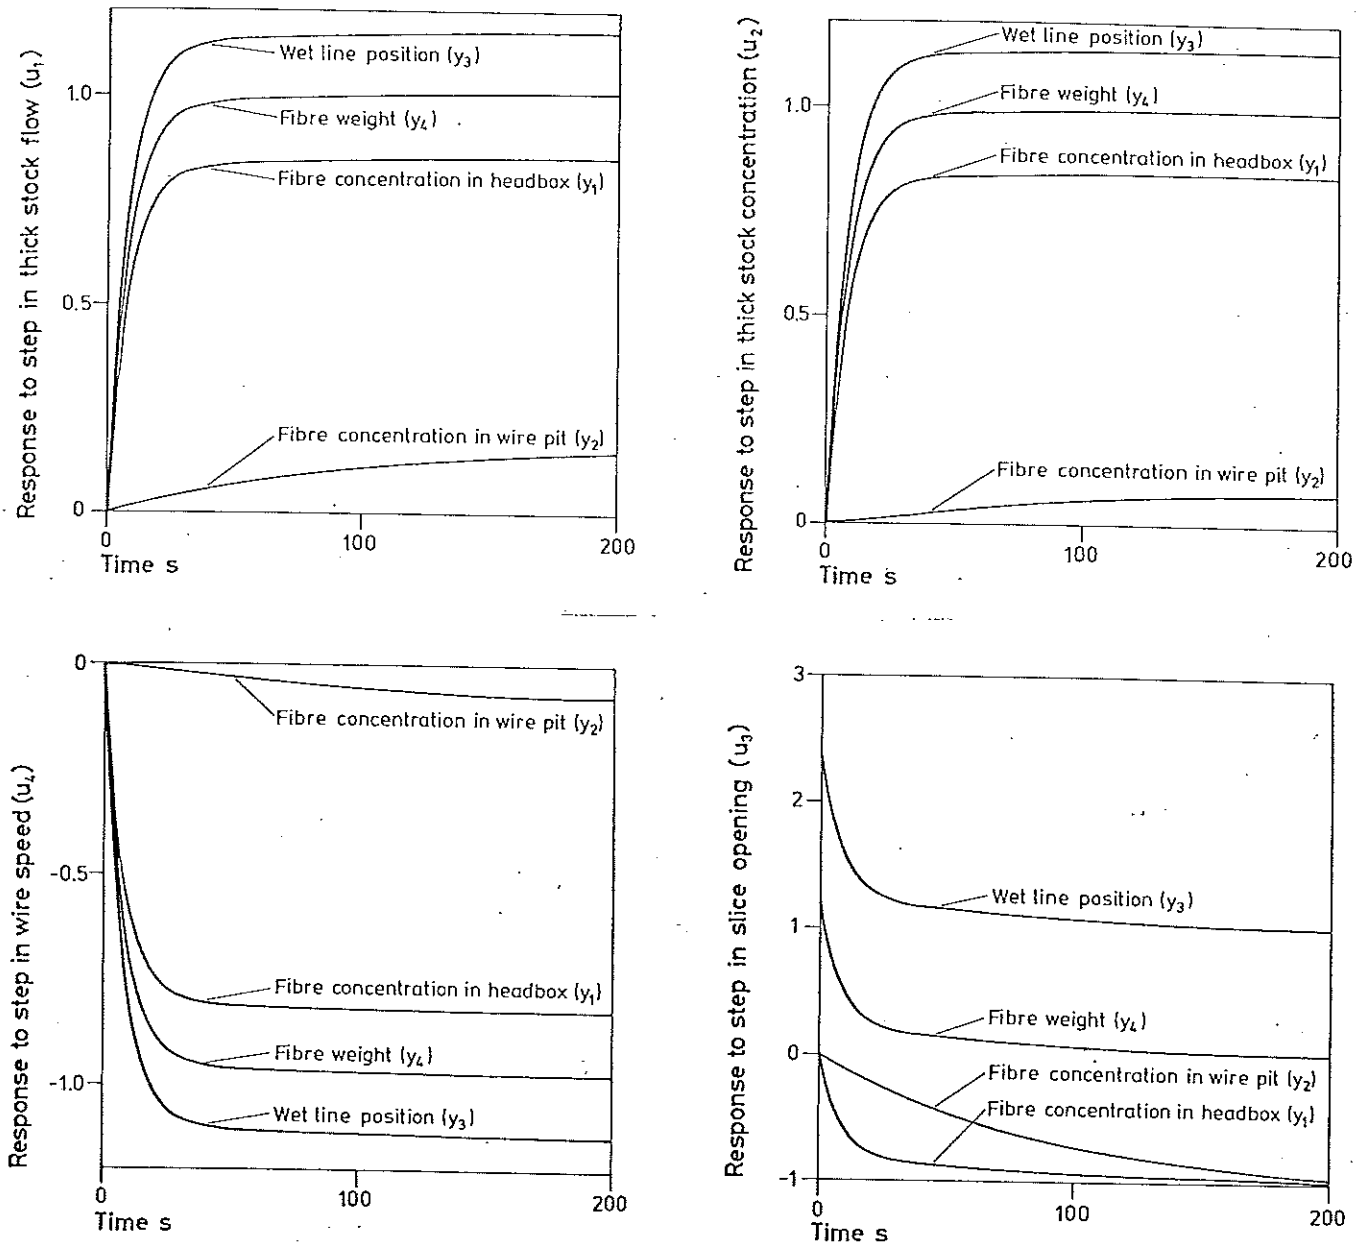 Response to step in thick stock flow (u₁)
1.0
0.5
0
Wet line position (y₃)
Fibre weight (y₄)
Fibre concentration in headbox (y₁)
Fibre concentration in wire pit (y₂)
0
100
200
Time s
Response to step in thick stock concentration (u₂)
1.0
0.5
0
Wet line position (y₃)
Fibre weight (y₄)
Fibre concentration in headbox (y₁)
Fibre concentration in wire pit (y₂)
0
100
200
Time s
Response to step in wire speed (u₄)
0
-0.5
-1.0
Fibre concentration in wire pit (y₂)
Fibre concentration in headbox (y₁)
Fibre weight (y₄)
Wet line position (y₃)
0
100
200
Time s
Response to step in slice opening (u₃)
3
2
1
0
-1
Wet line position (y₃)
Fibre weight (y₄)
Fibre concentration in wire pit (y₂)
Fibre concentration in headbox (y₁)
0
100
200
Time s